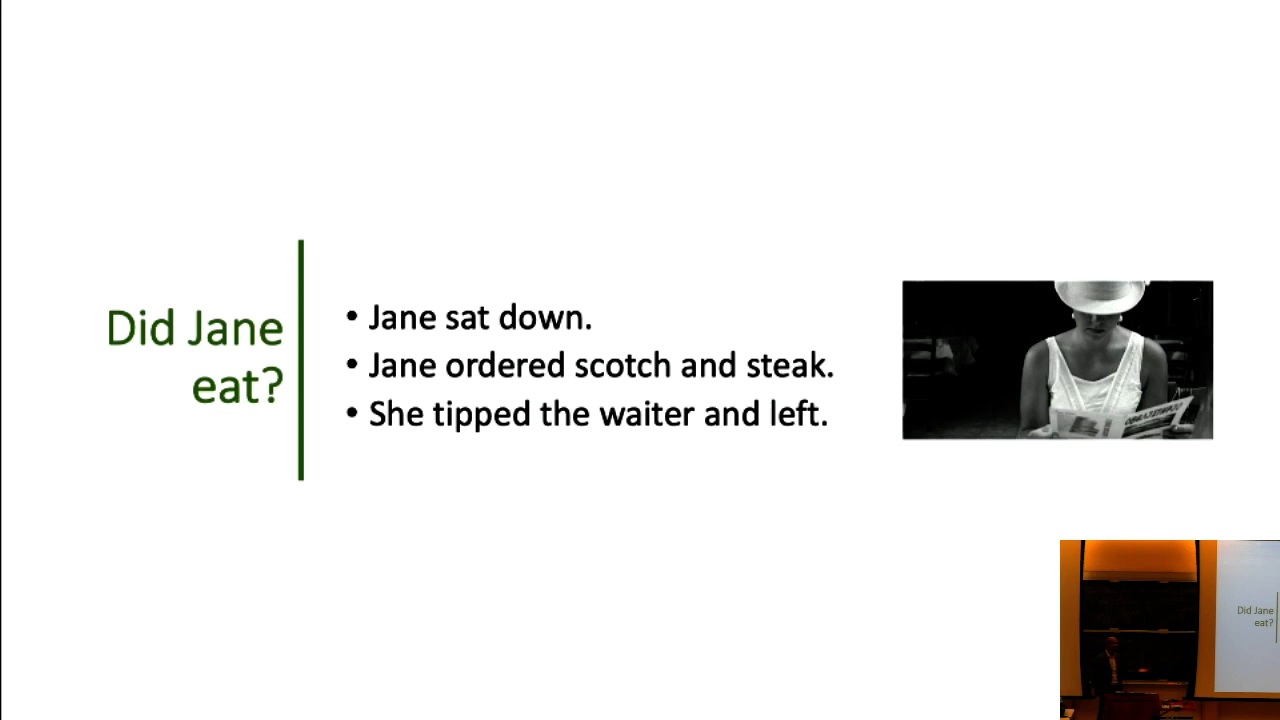 Did Jane
eat?
• Jane sat down.
• Jane ordered scotch and steak.
• She tipped the waiter and left.
Did Jane
eat?